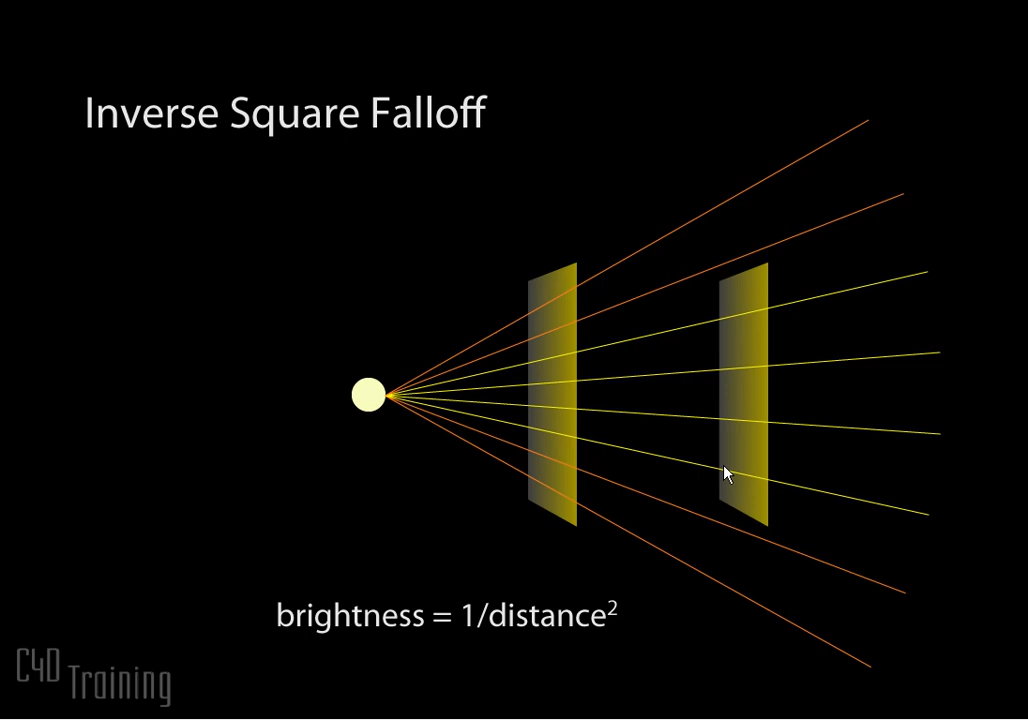 Inverse Square Falloff
brightness = 1/distance²
C4D
Training